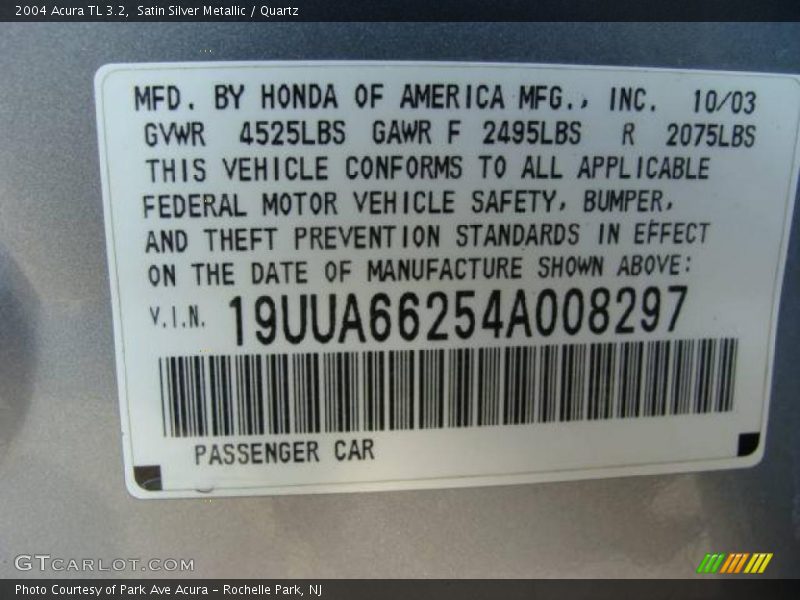 2004 Acura TL 3.2, Satin Silver Metallic / Quartz
MFD. BY HONDA OF AMERICA MFG., INC. 10/03
GVWR 4525LBS GAWR F 2495LBS R 2075LBS
THIS VEHICLE CONFORMS TO ALL APPLICABLE
FEDERAL MOTOR VEHICLE SAFETY, BUMPER,
AND THEFT PREVENTION STANDARDS IN EFFECT
ON THE DATE OF MANUFACTURE SHOWN ABOVE:
V.I.N. 19UUA66254A008297
PASSENGER CAR
GTCARLOT.COM
Photo Courtesy of Park Ave Acura - Rochelle Park, NJ